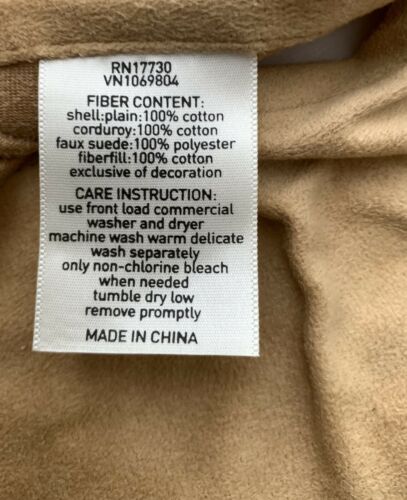 RN17730
VN1069804
FIBER CONTENT:
shell:plain:100% cotton
corduroy:100% cotton
faux suede:100% polyester
fiberfill:100% cotton
exclusive of decoration
CARE INSTRUCTION:
use front load commercial
washer and dryer
machine wash warm delicate
wash separately
only non-chlorine bleach
when needed
tumble dry low
remove promptly
MADE IN CHINA